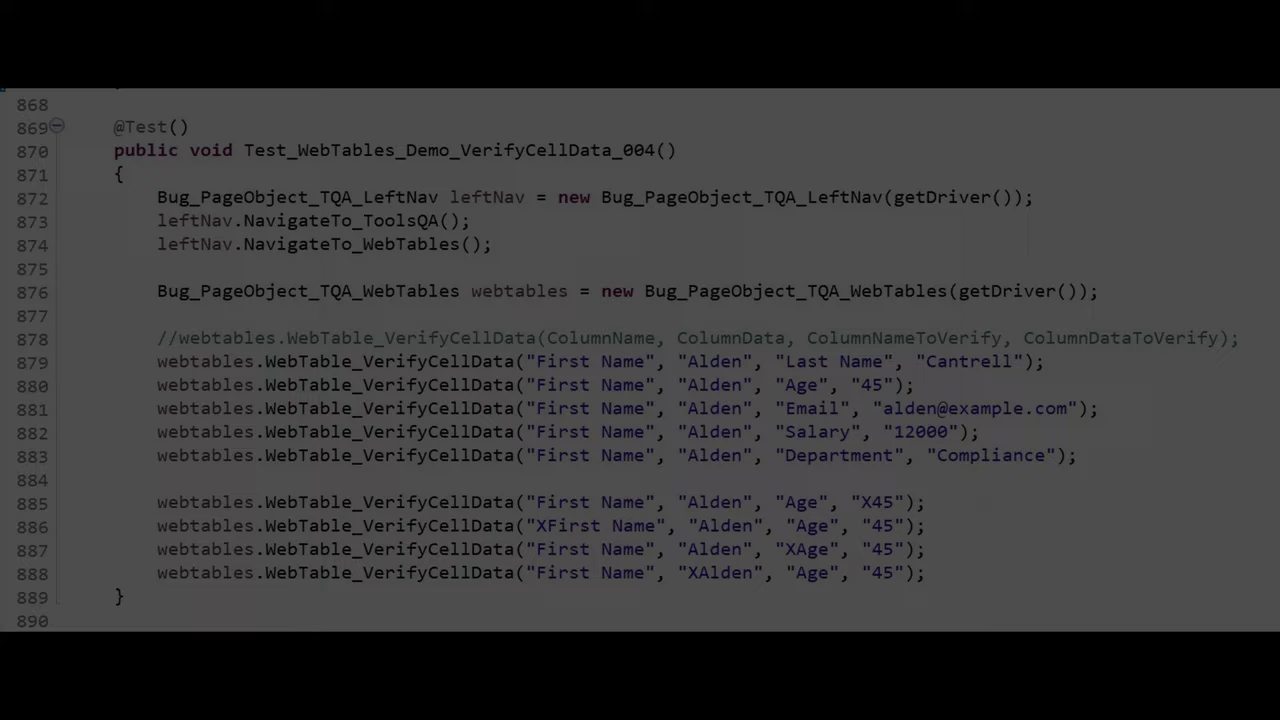 868
869 @Test()
870 public void Test_WebTables_Demo_VerifyCellData_004()
871 {
872 Bug_PageObject_TQA_LeftNav leftNav = new Bug_PageObject_TQA_LeftNav(getDriver());
873 leftNav.NavigateTo_ToolsQA();
874 leftNav.NavigateTo_WebTables();
875
876 Bug_PageObject_TQA_WebTables webtables = new Bug_PageObject_TQA_WebTables(getDriver());
877
878 //webtables.WebTable_VerifyCellData(ColumnName, ColumnData, ColumnNameToVerify, ColumnDataToVerify);
879 webtables.WebTable_VerifyCellData("First Name", "Alden", "Last Name", "Cantrell");
880 webtables.WebTable_VerifyCellData("First Name", "Alden", "Age", "45");
881 webtables.WebTable_VerifyCellData("First Name", "Alden", "Email", "alden@example.com");
882 webtables.WebTable_VerifyCellData("First Name", "Alden", "Salary", "12000");
883 webtables.WebTable_VerifyCellData("First Name", "Alden", "Department", "Compliance");
884
885 webtables.WebTable_VerifyCellData("First Name", "Alden", "Age", "X45");
886 webtables.WebTable_VerifyCellData("XFirst Name", "Alden", "Age", "45");
887 webtables.WebTable_VerifyCellData("First Name", "Alden", "XAge", "45");
888 webtables.WebTable_VerifyCellData("First Name", "XAlden", "Age", "45");
889 }
890